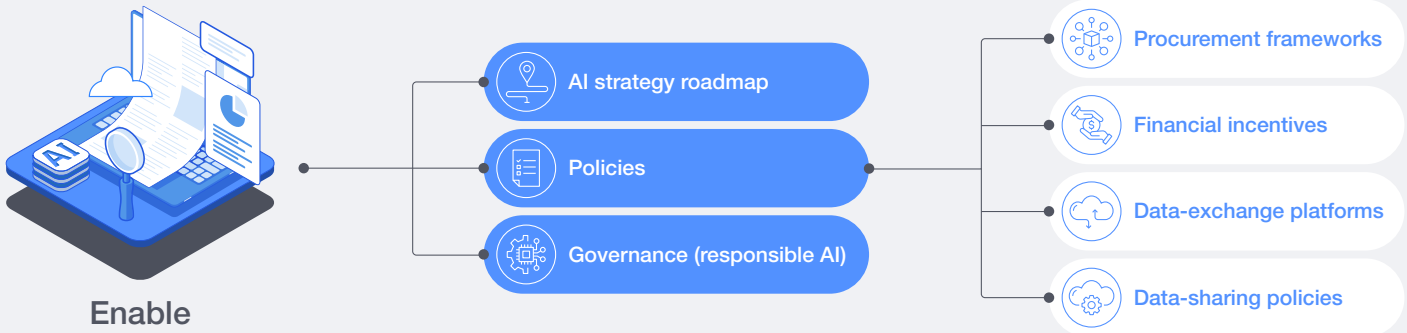 AI
Enable
AI strategy roadmap
Policies
Governance (responsible AI)
Procurement frameworks
Financial incentives
Data-exchange platforms
Data-sharing policies